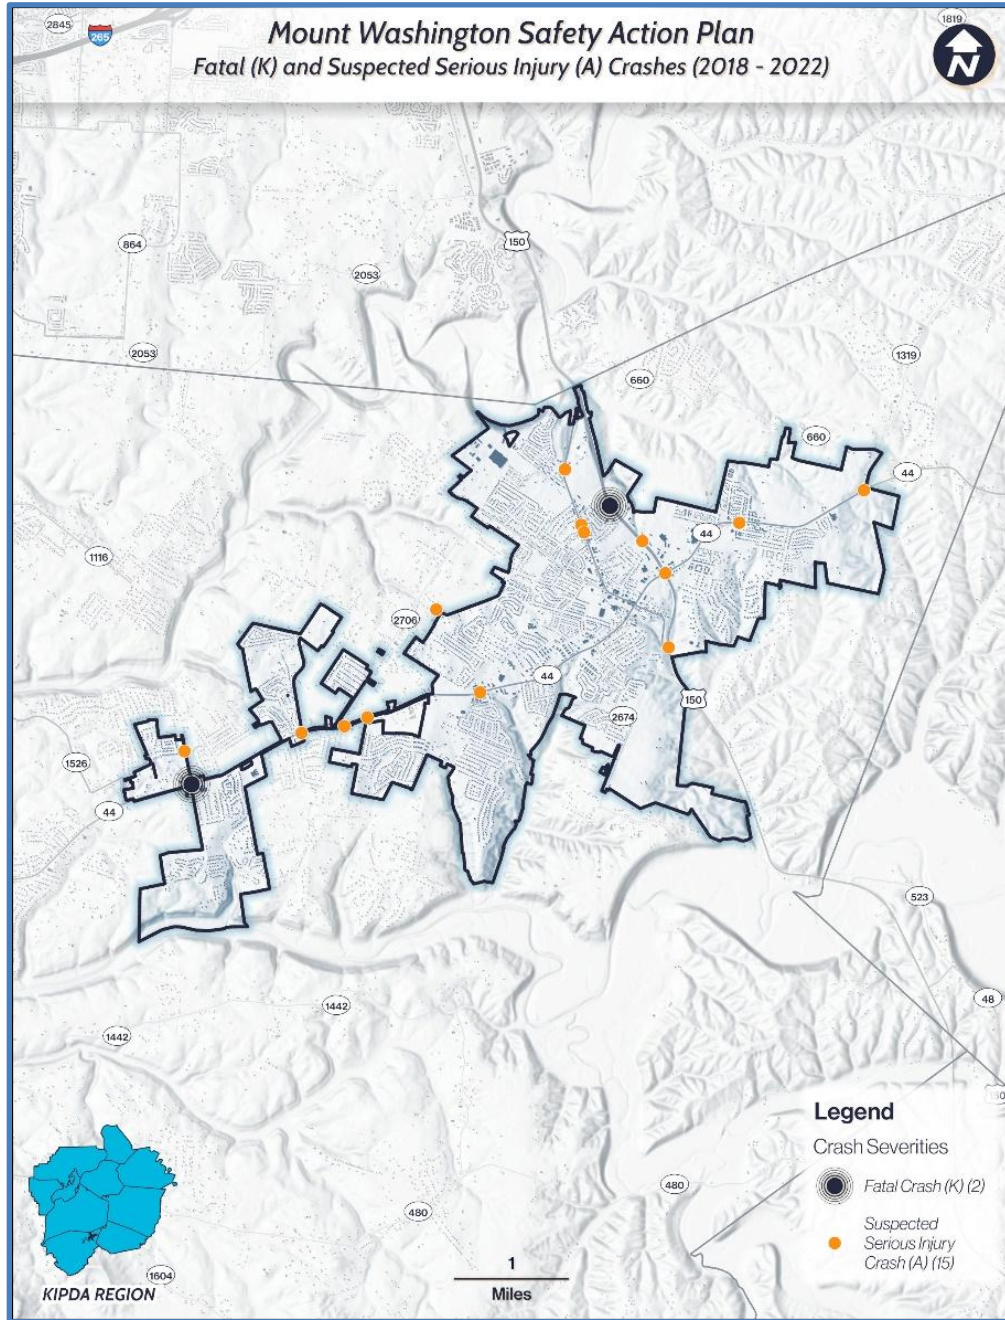 Mount Washington Safety Action Plan
Fatal (K) and Suspected Serious Injury (A) Crashes (2018 - 2022)
N
2845
265
1819
150
864
2053
2053
1319
660
660
44
44
1116
2706
44
150
2674
1526
44
523
1442
48
1442
150
480
480
1604
Legend
Crash Severities
Fatal Crash (K) (2)
Suspected
Serious Injury
Crash (A) (15)
1
Miles
KIPDA REGION